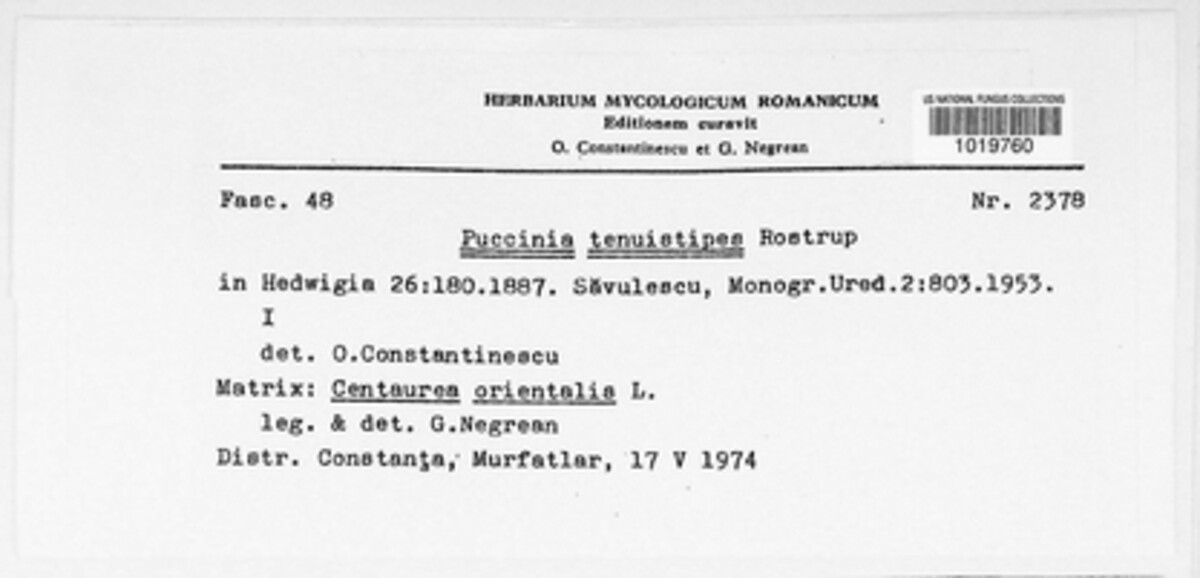 HERBARIUM MYCOLOGICUM ROMANICUM
Editionem curavit
O. Constantinescu et G. Negrean
US NATIONAL FUNGUS COLLECTIONS
1019760
Fasc. 48 Nr. 2378
Puccinia tenuistipes Rostrup
in Hedwigia 26:180.1887. Săvulescu, Monogr.Ured.2:803.1953.
I
det. O.Constantinescu
Matrix: Centaurea orientalis L.
leg. & det. G.Negrean
Distr. Constanţa, Murfatlar, 17 V 1974